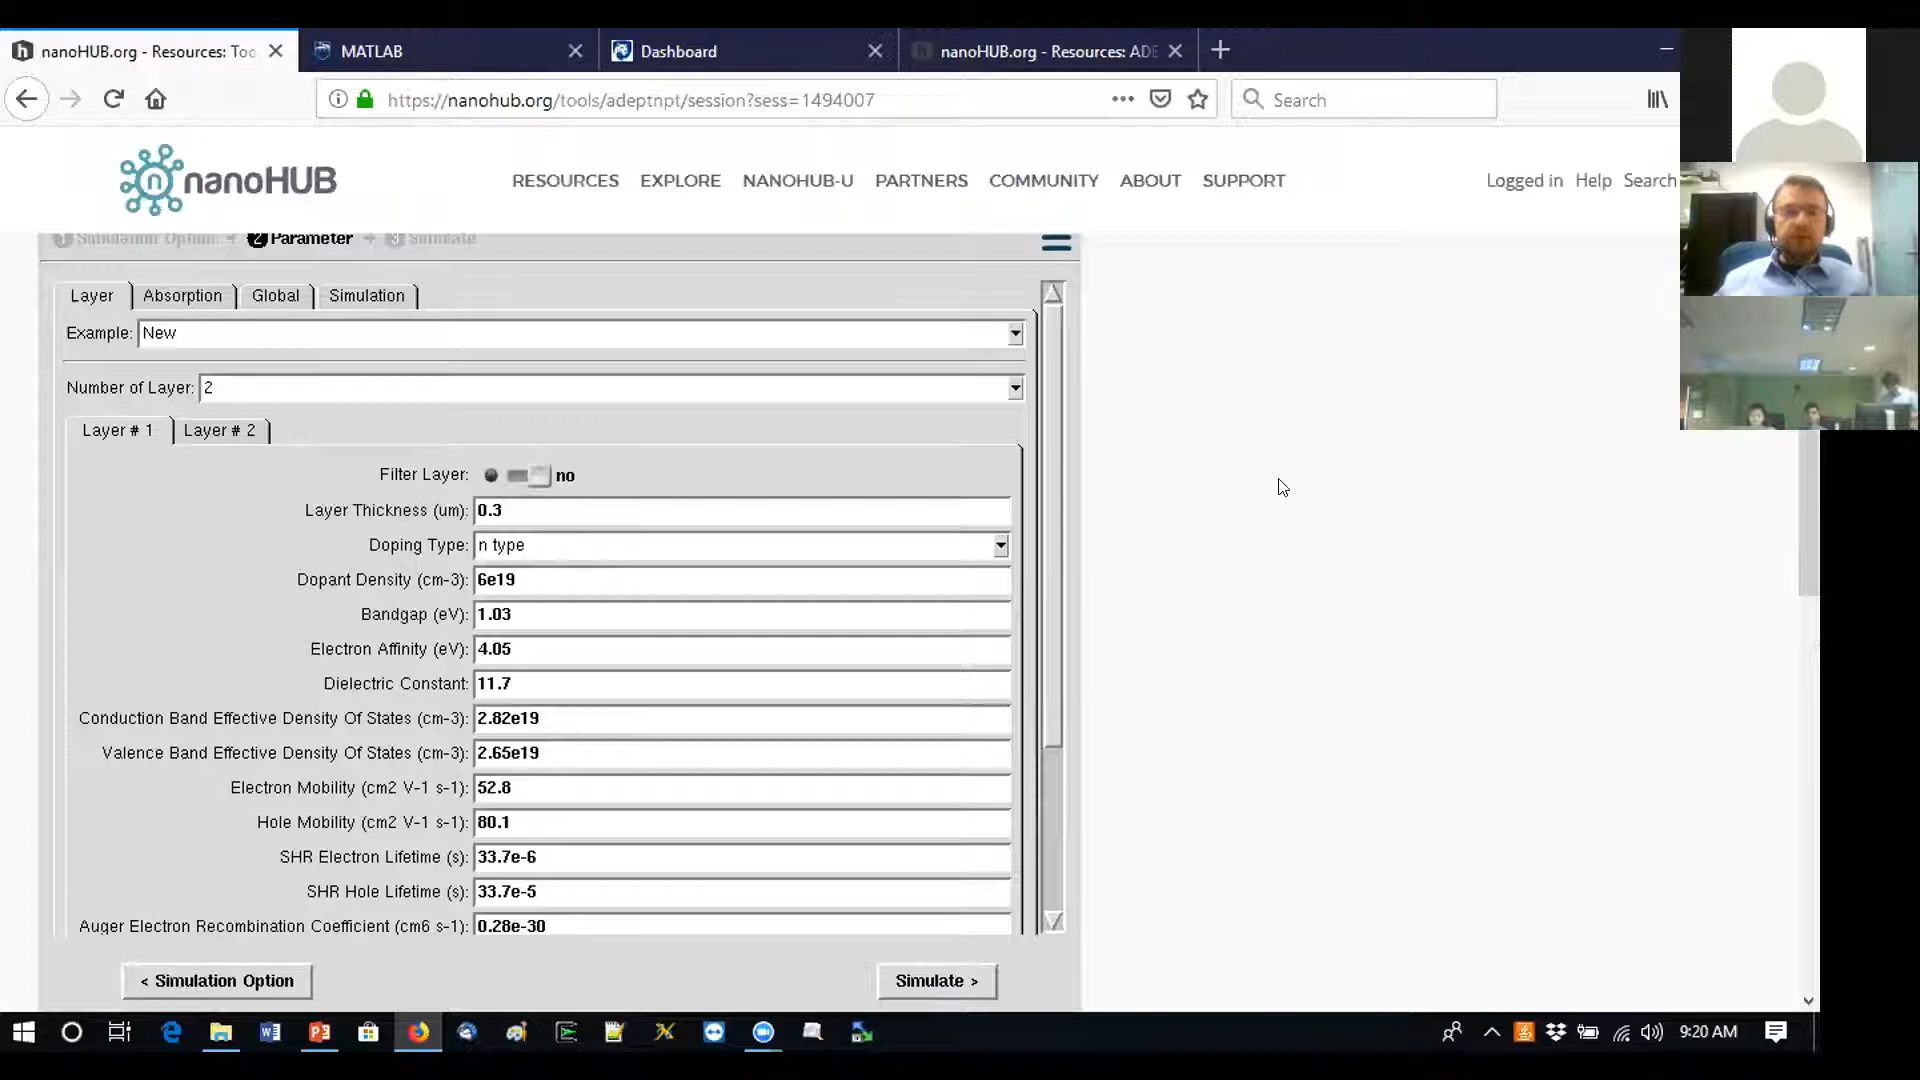 nanoHUB.org - Resources: Too
MATLAB
Dashboard
nanoHUB.org - Resources: ADE
https://nanohub.org/tools/adeptnpt/session?sess=1494007
Search
nanoHUB
RESOURCES EXPLORE NANOHUB-U PARTNERS COMMUNITY ABOUT SUPPORT
Logged in Help Search
1 Simulation Option 2 Parameter 3 Simulate
Layer Absorption Global Simulation
Example: New
Number of Layer: 2
Layer # 1 Layer # 2
Filter Layer: no
Layer Thickness (um): 0.3
Doping Type: n type
Dopant Density (cm-3): 6e19
Bandgap (eV): 1.03
Electron Affinity (eV): 4.05
Dielectric Constant: 11.7
Conduction Band Effective Density Of States (cm-3): 2.82e19
Valence Band Effective Density Of States (cm-3): 2.65e19
Electron Mobility (cm2 V-1 s-1): 52.8
Hole Mobility (cm2 V-1 s-1): 80.1
SHR Electron Lifetime (s): 33.7e-6
SHR Hole Lifetime (s): 33.7e-5
Auger Electron Recombination Coefficient (cm6 s-1): 0.28e-30
< Simulation Option
Simulate >
9:20 AM